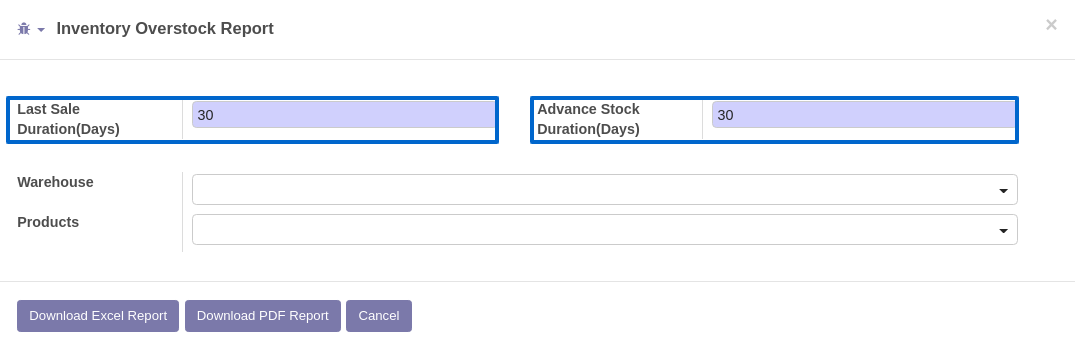 Inventory Overstock Report
×
Last Sale
Duration(Days)
30
Advance Stock
Duration(Days)
30
Warehouse
Products
Download Excel Report
Download PDF Report
Cancel